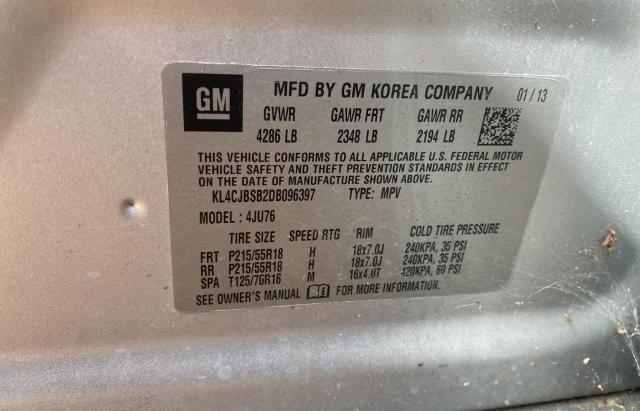 GM MFD BY GM KOREA COMPANY 01/13
GVWR GAWR FRT GAWR RR
4286 LB 2348 LB 2194 LB
THIS VEHICLE CONFORMS TO ALL APPLICABLE U.S. FEDERAL MOTOR
VEHICLE SAFETY AND THEFT PREVENTION STANDARDS IN EFFECT
ON THE DATE OF MANUFACTURE SHOWN ABOVE.
KL4CJBSB2DB096397 TYPE: MPV
MODEL : 4JU76
TIRE SIZE SPEED RTG RIM COLD TIRE PRESSURE
FRT P215/55R18 H 18x7.0J 240KPA, 35 PSI
RR P215/55R18 H 18x7.0J 240KPA, 35 PSI
SPA T125/70R16 M 16x4.0T 420KPA, 60 PSI
SEE OWNER'S MANUAL FOR MORE INFORMATION.